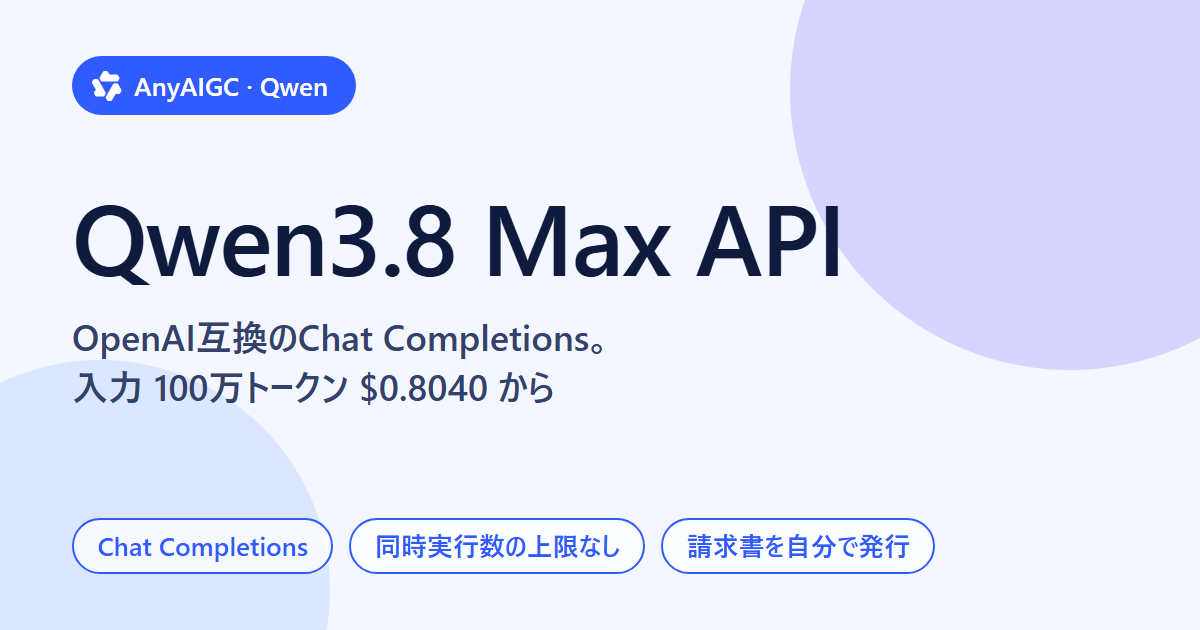 AnyAIGC · Qwen
Qwen3.8 Max API
OpenAI互換のChat Completions。
入力 100万トークン $0.8040 から
Chat Completions
同時実行数の上限なし
請求書を自分で発行